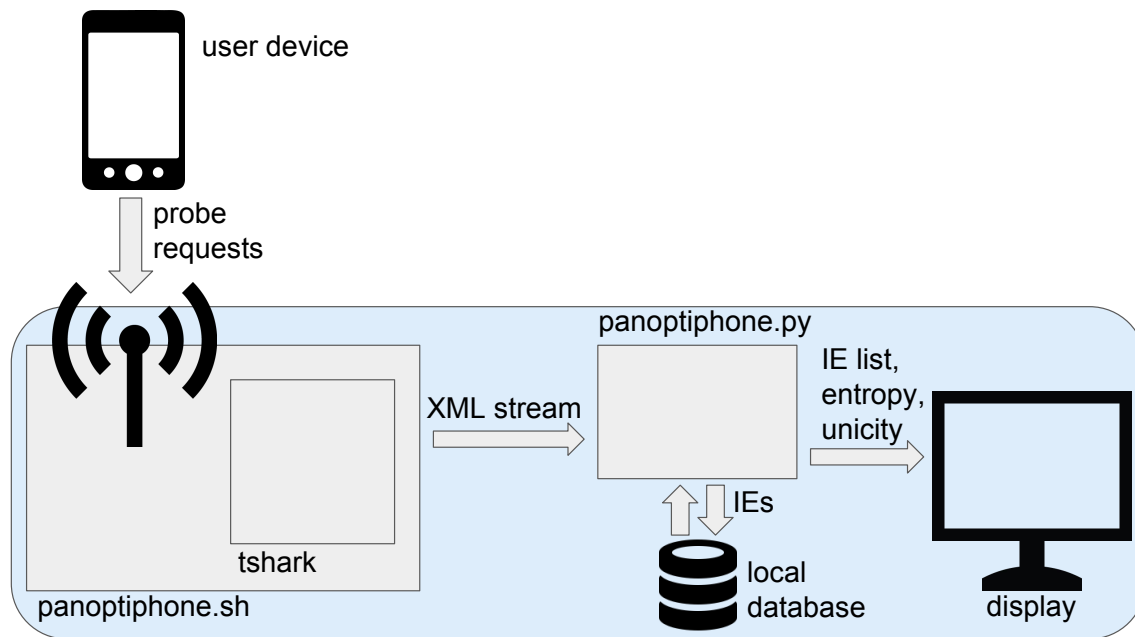 user device
probe
requests
panoptiphone.py
IE list,
entropy,
unicity
XML stream
IEs
tshark
local
database
panoptiphone.sh
display